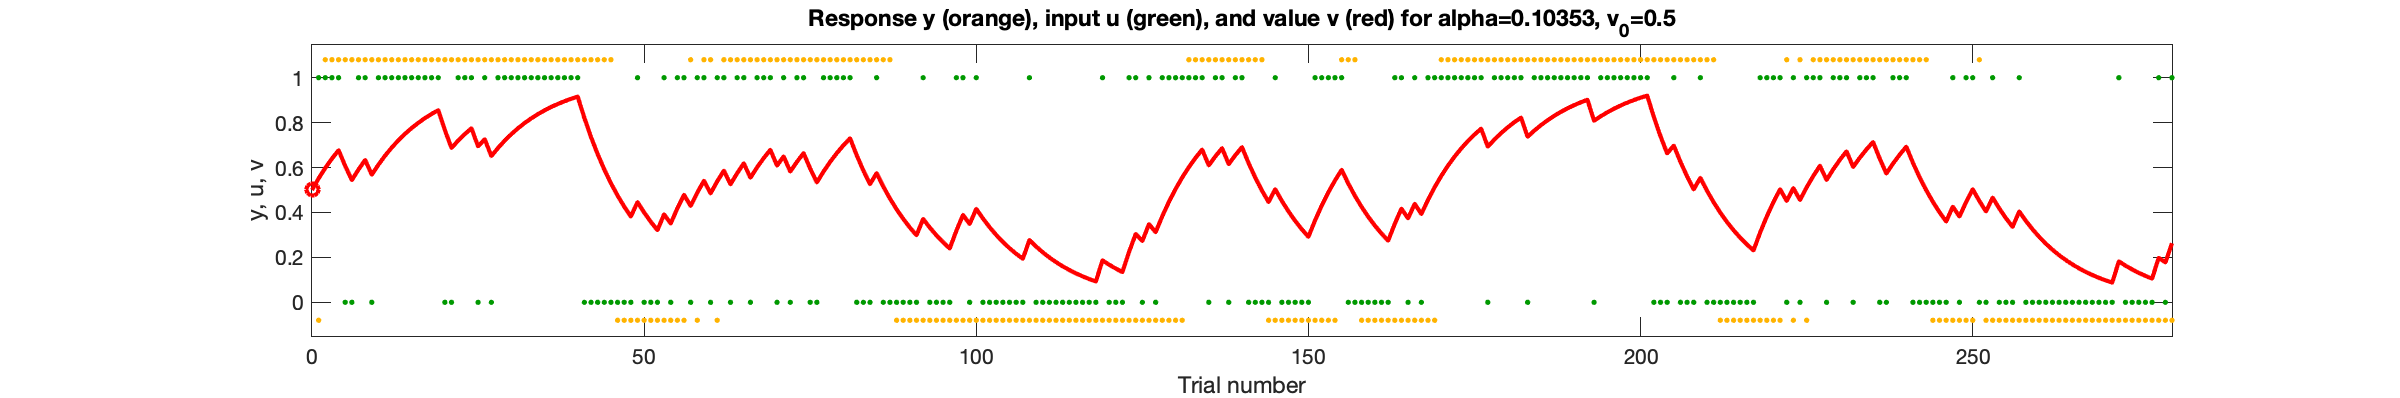 Response y (orange), input u (green), and value v (red) for alpha=0.10353, v_0=0.5
y, u, v
1
0.8
0.6
0.4
0.2
0
0 50 100 150 200 250
Trial number